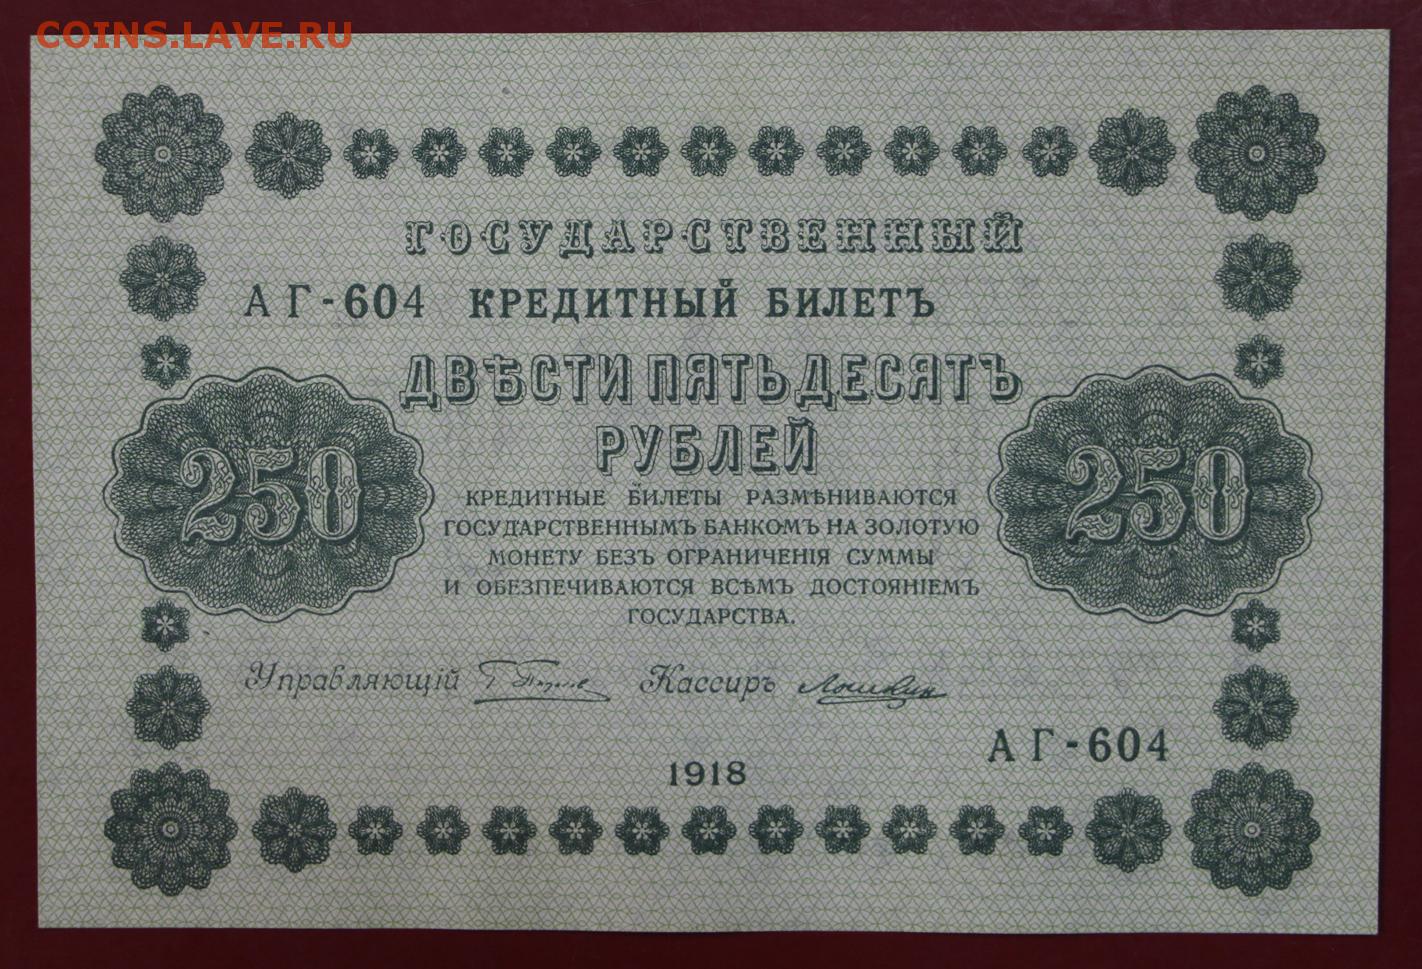 COINS.LAVE.RU
ГОСУДАРСТВЕННЫЙ
АГ-604 КРЕДИТНЫЙ БИЛЕТЪ
ДВѢСТИ ПЯТЬДЕСЯТЪ
РУБЛЕЙ
250 250
КРЕДИТНЫЕ БИЛЕТЫ РАЗМѢНИВАЮТСЯ
ГОСУДАРСТВЕННЫМЪ БАНКОМЪ НА ЗОЛОТУЮ
МОНЕТУ БЕЗЪ ОГРАНИЧЕНІЯ СУММЫ
И ОБЕЗПЕЧИВАЮТСЯ ВСѢМЪ ДОСТОЯНІЕМЪ
ГОСУДАРСТВА.
Управляющій Кассиръ
АГ-604
1918